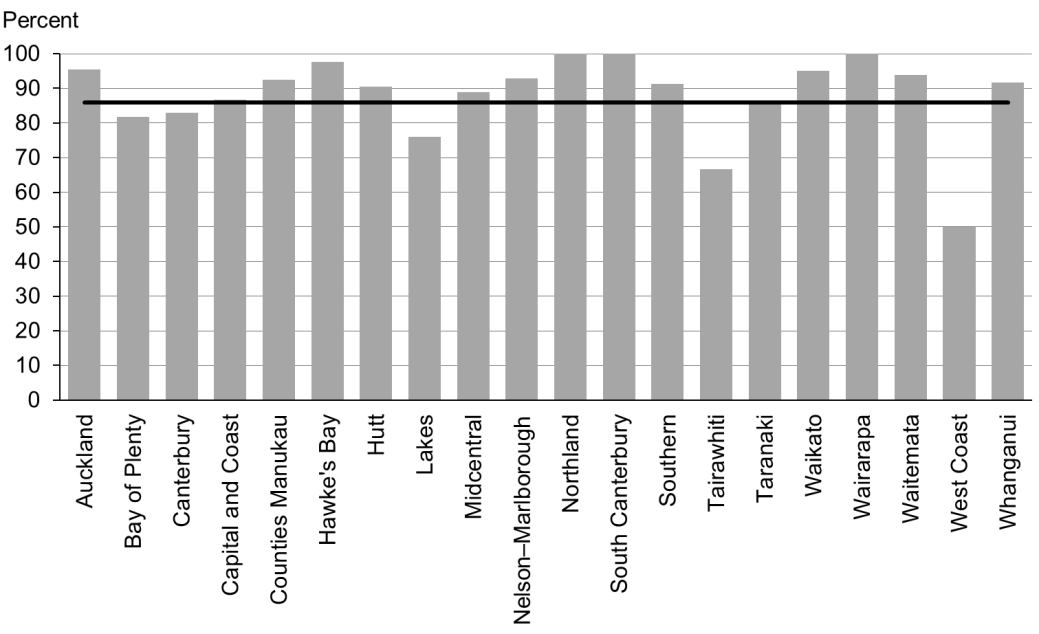 Percent
100
90
80
70
60
50
40
30
20
10
0
Auckland
Bay of Plenty
Canterbury
Capital and Coast
Counties Manukau
Hawke's Bay
Hutt
Lakes
Midcentral
Nelson–Marlborough
Northland
South Canterbury
Southern
Tairawhiti
Taranaki
Waikato
Wairarapa
Waitemata
West Coast
Whanganui